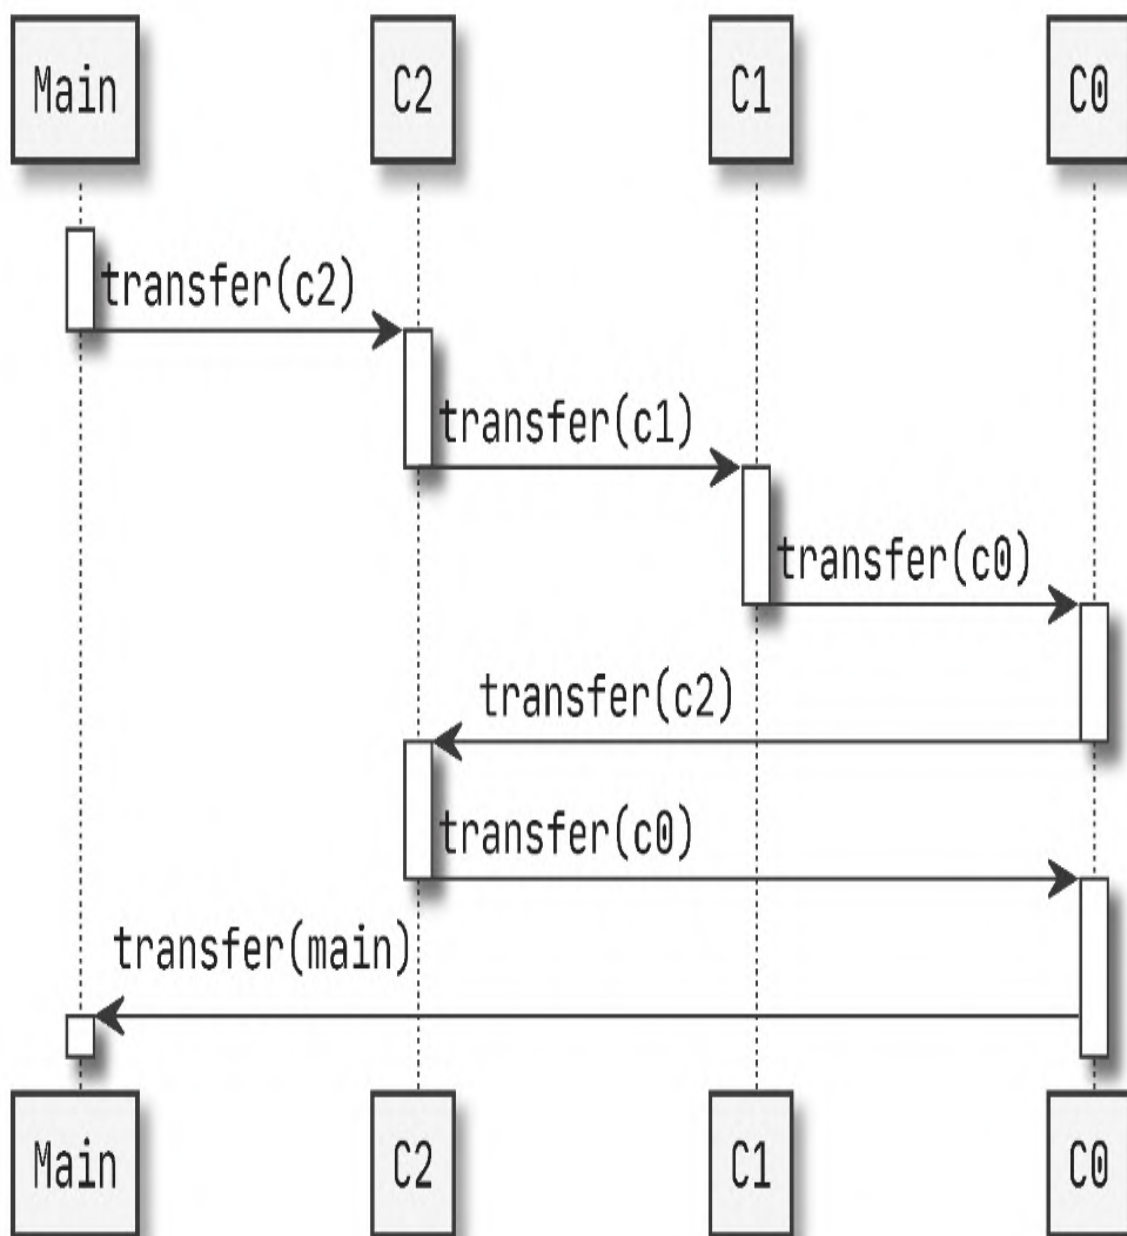 Main C2 C1 C0
transfer(c2)
transfer(c1)
transfer(c0)
transfer(c2)
transfer(c0)
transfer(main)
Main C2 C1 C0